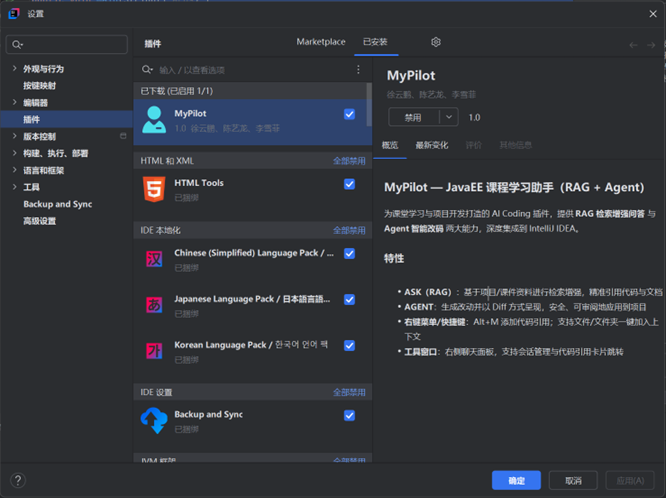 设置
插件
Marketplace
已安装
外观与行为
按键映射
编辑器
插件
版本控制
构建、执行、部署
语言和框架
工具
Backup and Sync
高级设置
输入 / 以查看选项
已下载 (已启用 1/1)
MyPilot
1.0 徐云鹏、陈艺龙、李雪菲
HTML 和 XML
全部禁用
HTML Tools
已捆绑
IDE 本地化
全部禁用
Chinese (Simplified) Language Pack / ...
已捆绑
Japanese Language Pack / 日本語言語...
已捆绑
Korean Language Pack / 한국어 언어 팩
已捆绑
IDE 设置
全部禁用
Backup and Sync
已捆绑
JVM 框架
全部禁用
MyPilot
徐云鹏、陈艺龙、李雪菲
禁用
1.0
概览
最新变化
评价
其他信息
MyPilot — JavaEE 课程学习助手（RAG + Agent）
为课堂学习与项目开发打造的 AI Coding 插件，提供 RAG 检索增强问答 与
Agent 智能改码 两大能力，深度集成到 IntelliJ IDEA。
特性
• ASK（RAG）：基于项目/课件资料进行检索增强，精准引用代码与文档
• AGENT：生成改动并以 Diff 方式呈现，安全、可审阅地应用到项目
• 右键菜单/快捷键：Alt+M 添加代码引用；支持文件/文件夹一键加入上
下文
• 工具窗口：右侧聊天面板，支持会话管理与代码引用卡片跳转
?
确定
取消
应用(A)